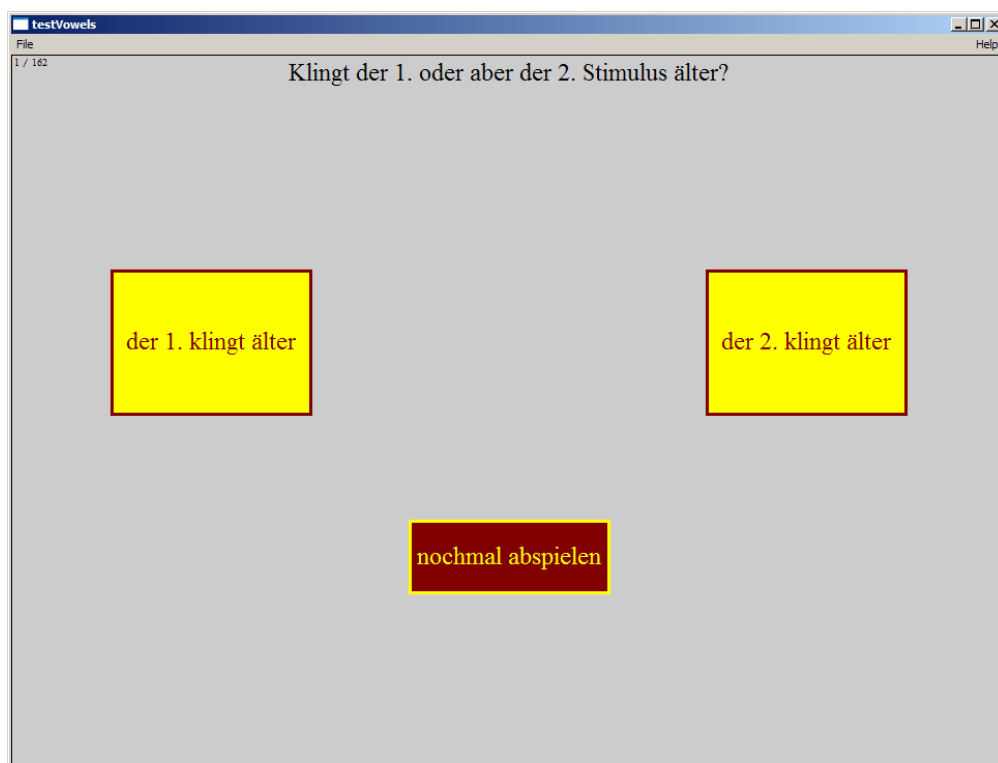 testVowels
File Help
1 / 162
Klingt der 1. oder aber der 2. Stimulus älter?
der 1. klingt älter
der 2. klingt älter
nochmal abspielen